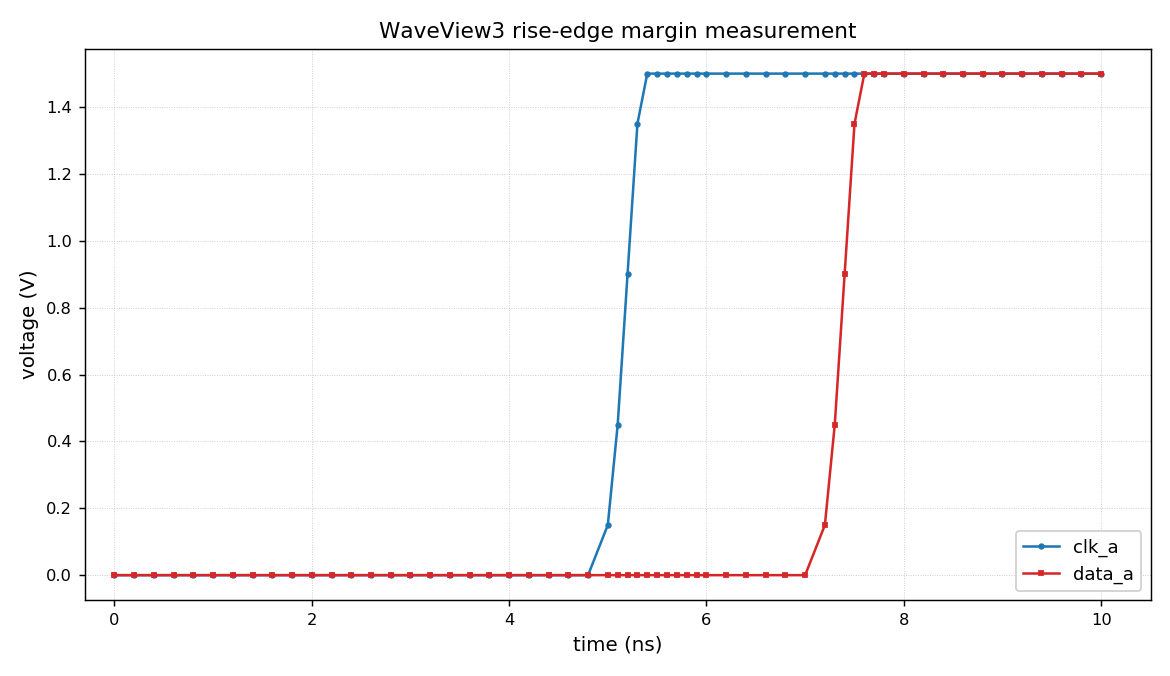 WaveView3 rise-edge margin measurement
voltage (V)
1.4
1.2
1.0
0.8
0.6
0.4
0.2
0.0
0 2 4 6 8 10
time (ns)
clk_a
data_a